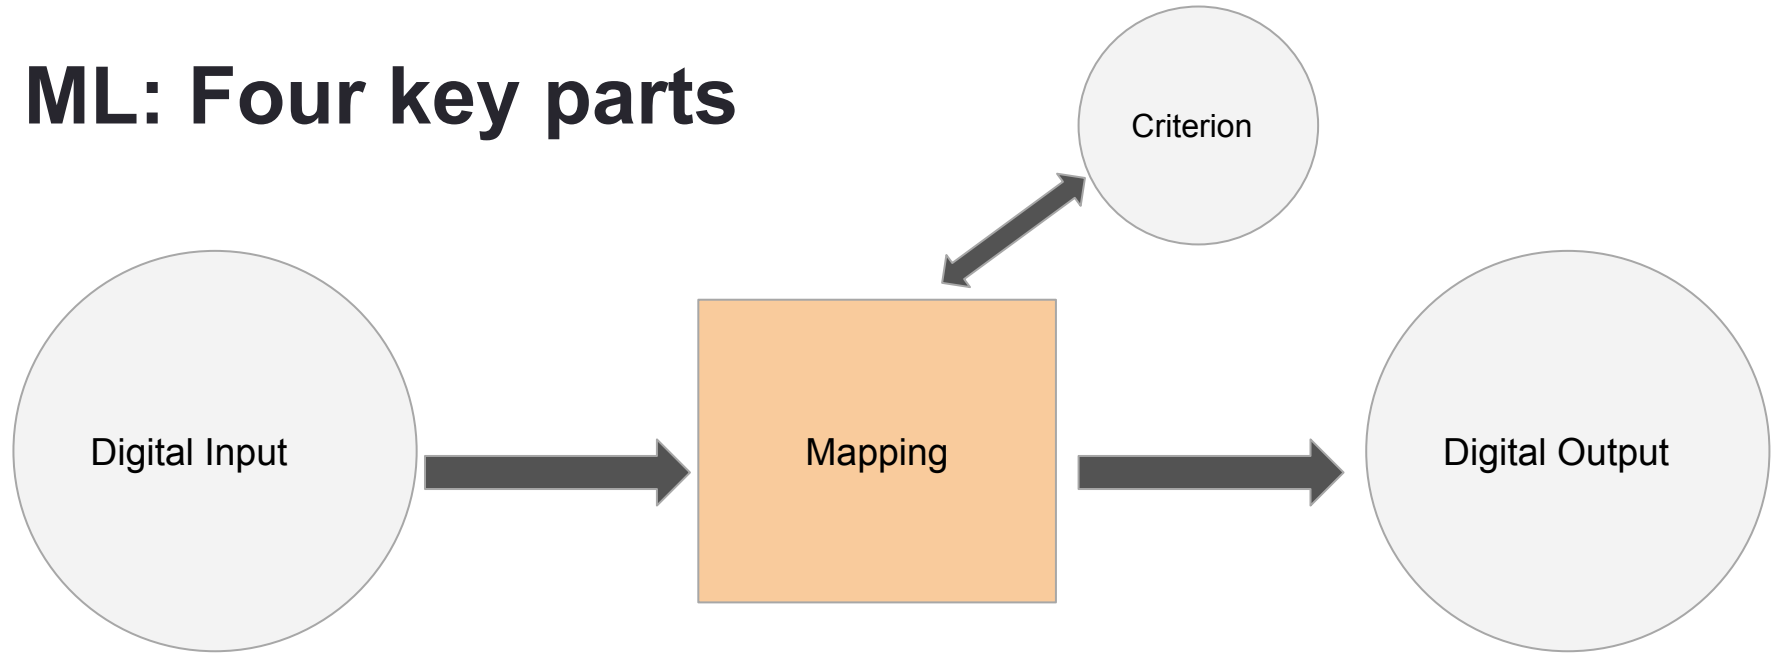 ML: Four key parts
Criterion
Digital Input
Mapping
Digital Output